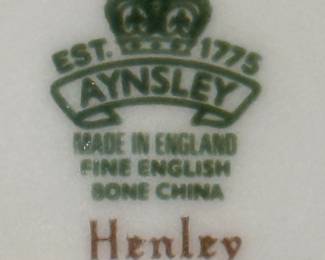 EST. 1775
AYNSLEY
MADE IN ENGLAND
FINE ENGLISH
BONE CHINA
Henley